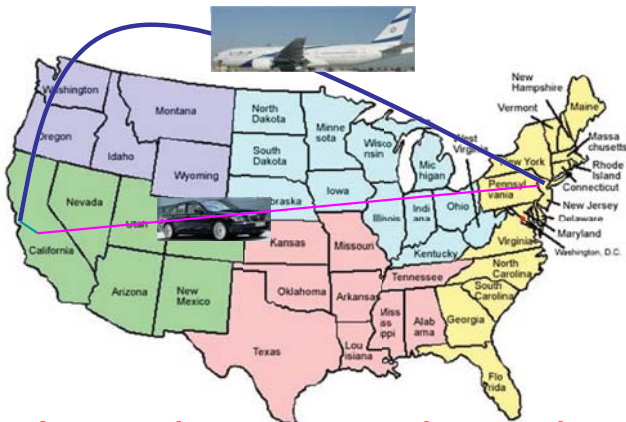 New
Hampshire
Vermont
Maine
Washington
Montana
North
Dakota
Minne
sota
Wisco
nsin
West
Virginia
Massa
chusetts
Oregon
Idaho
South
Dakota
Mic
higan
New York
Rhode
Island
Wyoming
Connecticut
Pennsyl
vania
Nevada
Utah
braska
Iowa
Illinois
Indi
ana
Ohio
New Jersey
Delaware
Maryland
Washington, D.C.
California
Kansas
Missouri
Kentucky
Virginia
North
Carolina
Tennessee
South
Carolina
Arizona
New
Mexico
Oklahoma
Arkansas
Miss
iss
ippi
Alab
ama
Georgia
Texas
Lou
isiana
Flo
rida